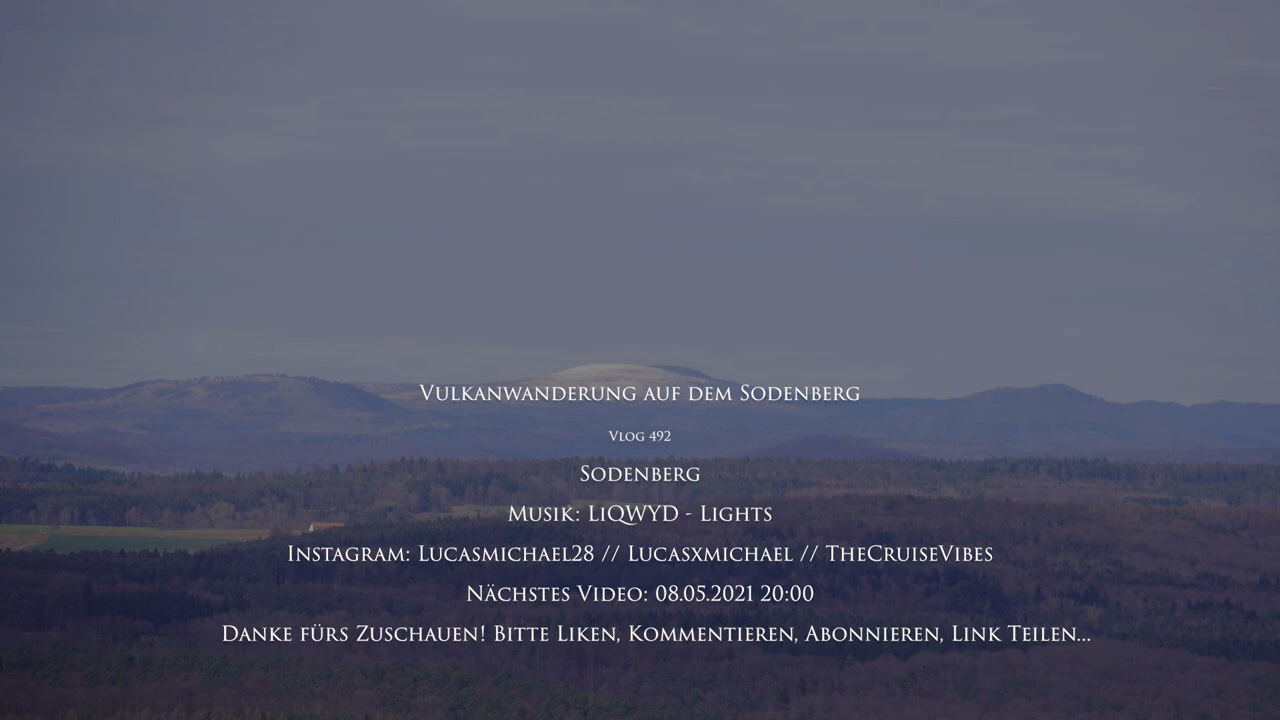 Vulkanwanderung auf dem Sodenberg
Vlog 492
Sodenberg
Musik: LiQWYD - Lights
Instagram: Lucasmichael28 // Lucasxmichael // TheCruiseVibes
Nächstes Video: 08.05.2021 20:00
Danke fürs Zuschauen! Bitte Liken, Kommentieren, Abonnieren, Link Teilen...